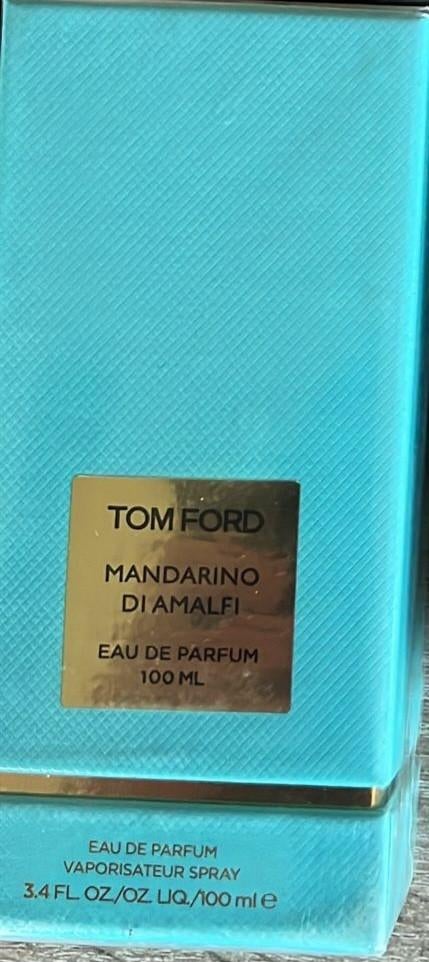 TOM FORD
MANDARINO
DI AMALFI
EAU DE PARFUM
100 ML
EAU DE PARFUM
VAPORISATEUR SPRAY
3.4 FL. OZ./OZ. LIQ./100 ml e